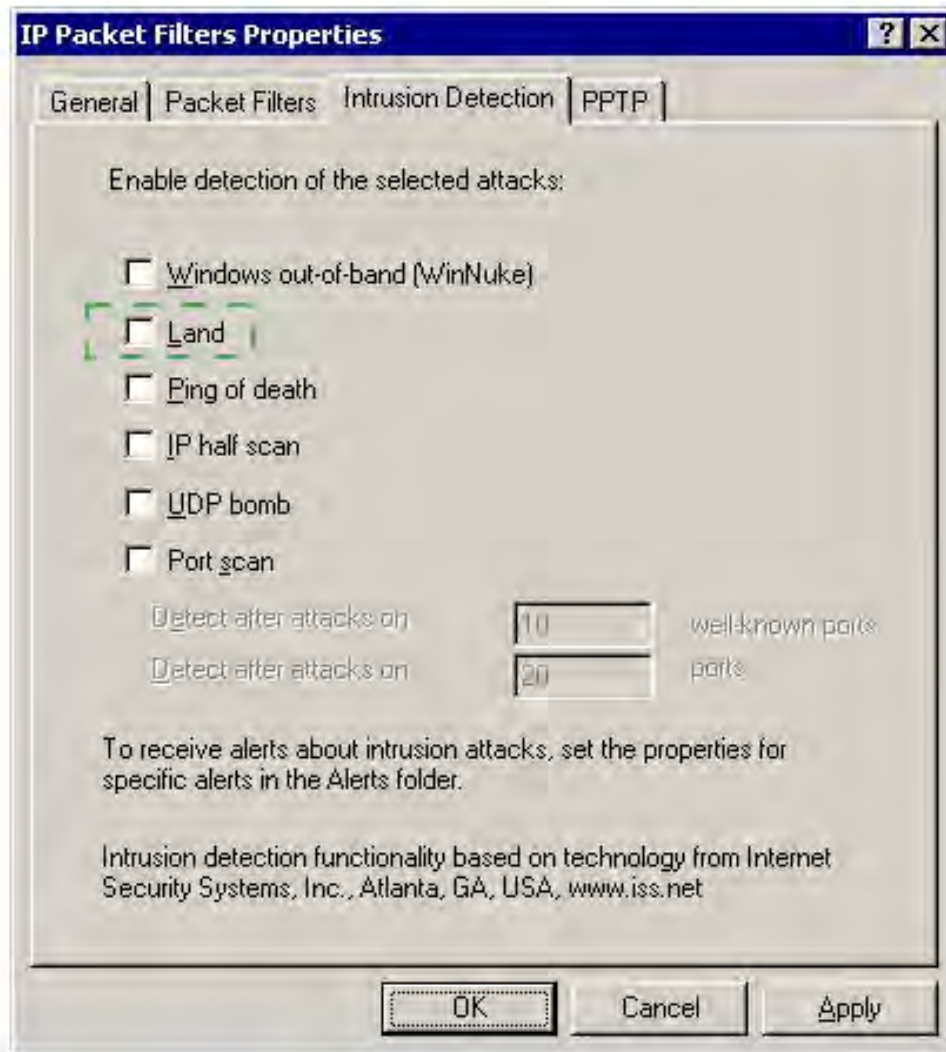 IP Packet Filters Properties
General Packet Filters Intrusion Detection PPTP
Enable detection of the selected attacks:
Windows out-of-band (WinNuke)
Land
Ping of death
IP half scan
UDP bomb
Port scan
Detect after attacks on 10 well-known ports
Detect after attacks on 20 ports
To receive alerts about intrusion attacks, set the properties for
specific alerts in the Alerts folder.
Intrusion detection functionality based on technology from Internet
Security Systems, Inc., Atlanta, GA, USA, www.iss.net
OK Cancel Apply